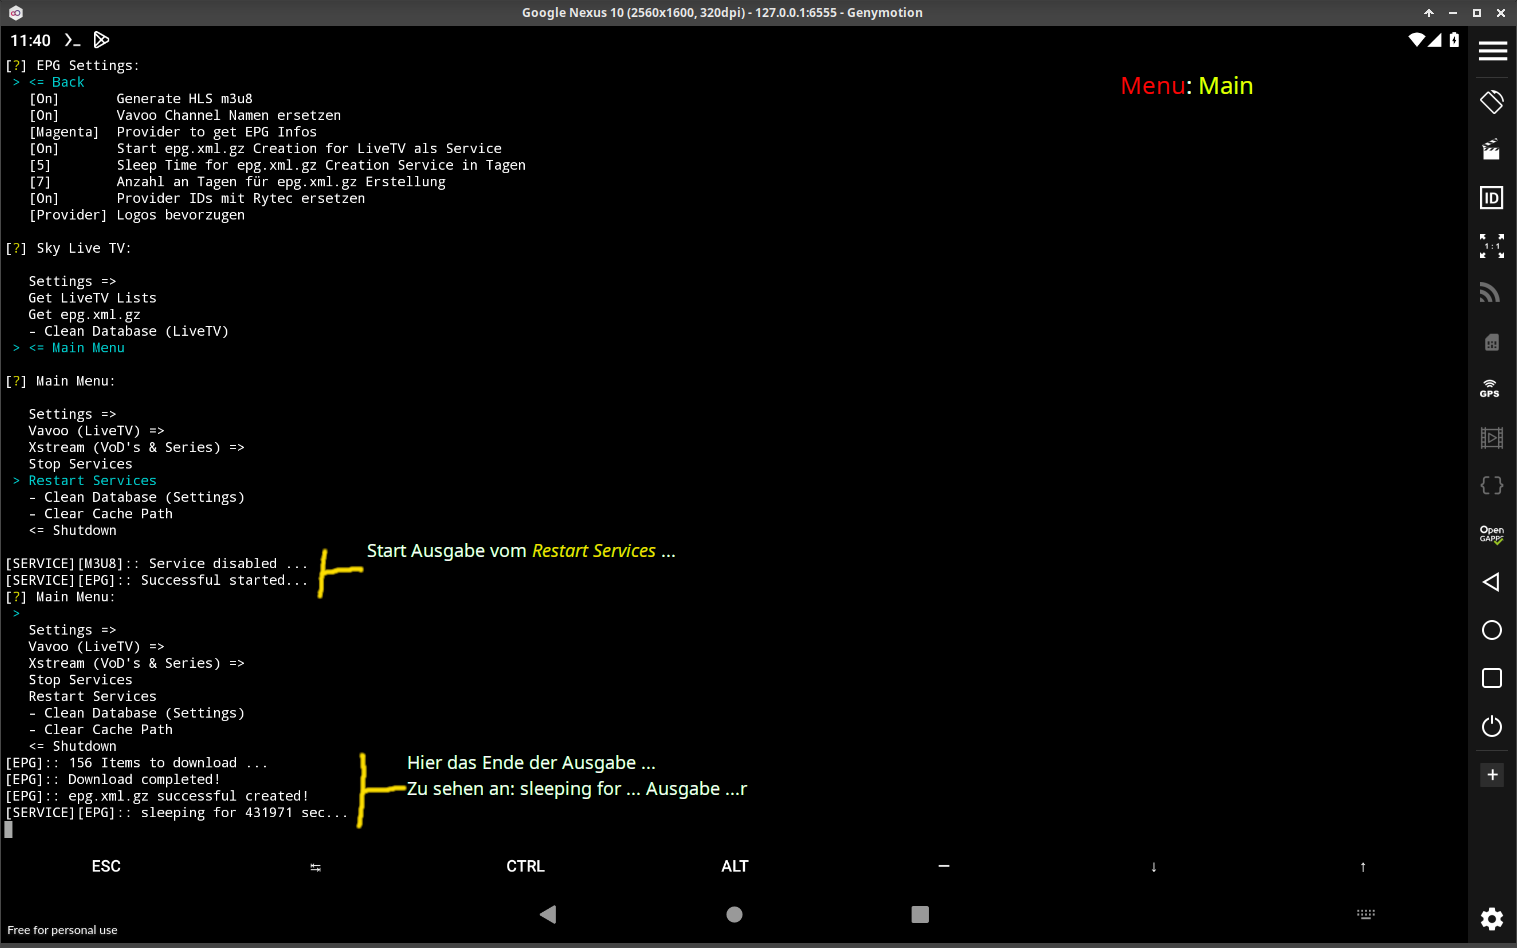 Google Nexus 10 (2560x1600, 320dpi) - 127.0.0.1:6555 - Genymotion
11:40
[?] EPG Settings:
> <= Back
[On] Generate HLS m3u8
[On] Vavoo Channel Namen ersetzen
[Magenta] Provider to get EPG Infos
[On] Start epg.xml.gz Creation for LiveTV als Service
[5] Sleep Time for epg.xml.gz Creation Service in Tagen
[7] Anzahl an Tagen für epg.xml.gz Erstellung
[On] Provider IDs mit Rytec ersetzen
[Provider] Logos bevorzugen
Menu: Main
[?] Sky Live TV:
Settings =>
Get LiveTV Lists
Get epg.xml.gz
- Clean Database (LiveTV)
> <= Main Menu
[?] Main Menu:
Settings =>
Vavoo (LiveTV) =>
Xstream (VoD's & Series) =>
Stop Services
> Restart Services
- Clean Database (Settings)
- Clear Cache Path
<= Shutdown
Start Ausgabe vom Restart Services ...
[SERVICE][M3U8]:: Service disabled ...
[SERVICE][EPG]:: Successful started...
[?] Main Menu:
>
Settings =>
Vavoo (LiveTV) =>
Xstream (VoD's & Series) =>
Stop Services
Restart Services
- Clean Database (Settings)
- Clear Cache Path
<= Shutdown
[EPG]:: 156 Items to download ...
[EPG]:: Download completed!
[EPG]:: epg.xml.gz successful created!
[SERVICE][EPG]:: sleeping for 431971 sec...
Hier das Ende der Ausgabe ...
Zu sehen an: sleeping for ... Ausgabe ...r
ESC CTRL ALT – ↓ ↑
Free for personal use
ID
1:1
GPS
Open
GAPPS